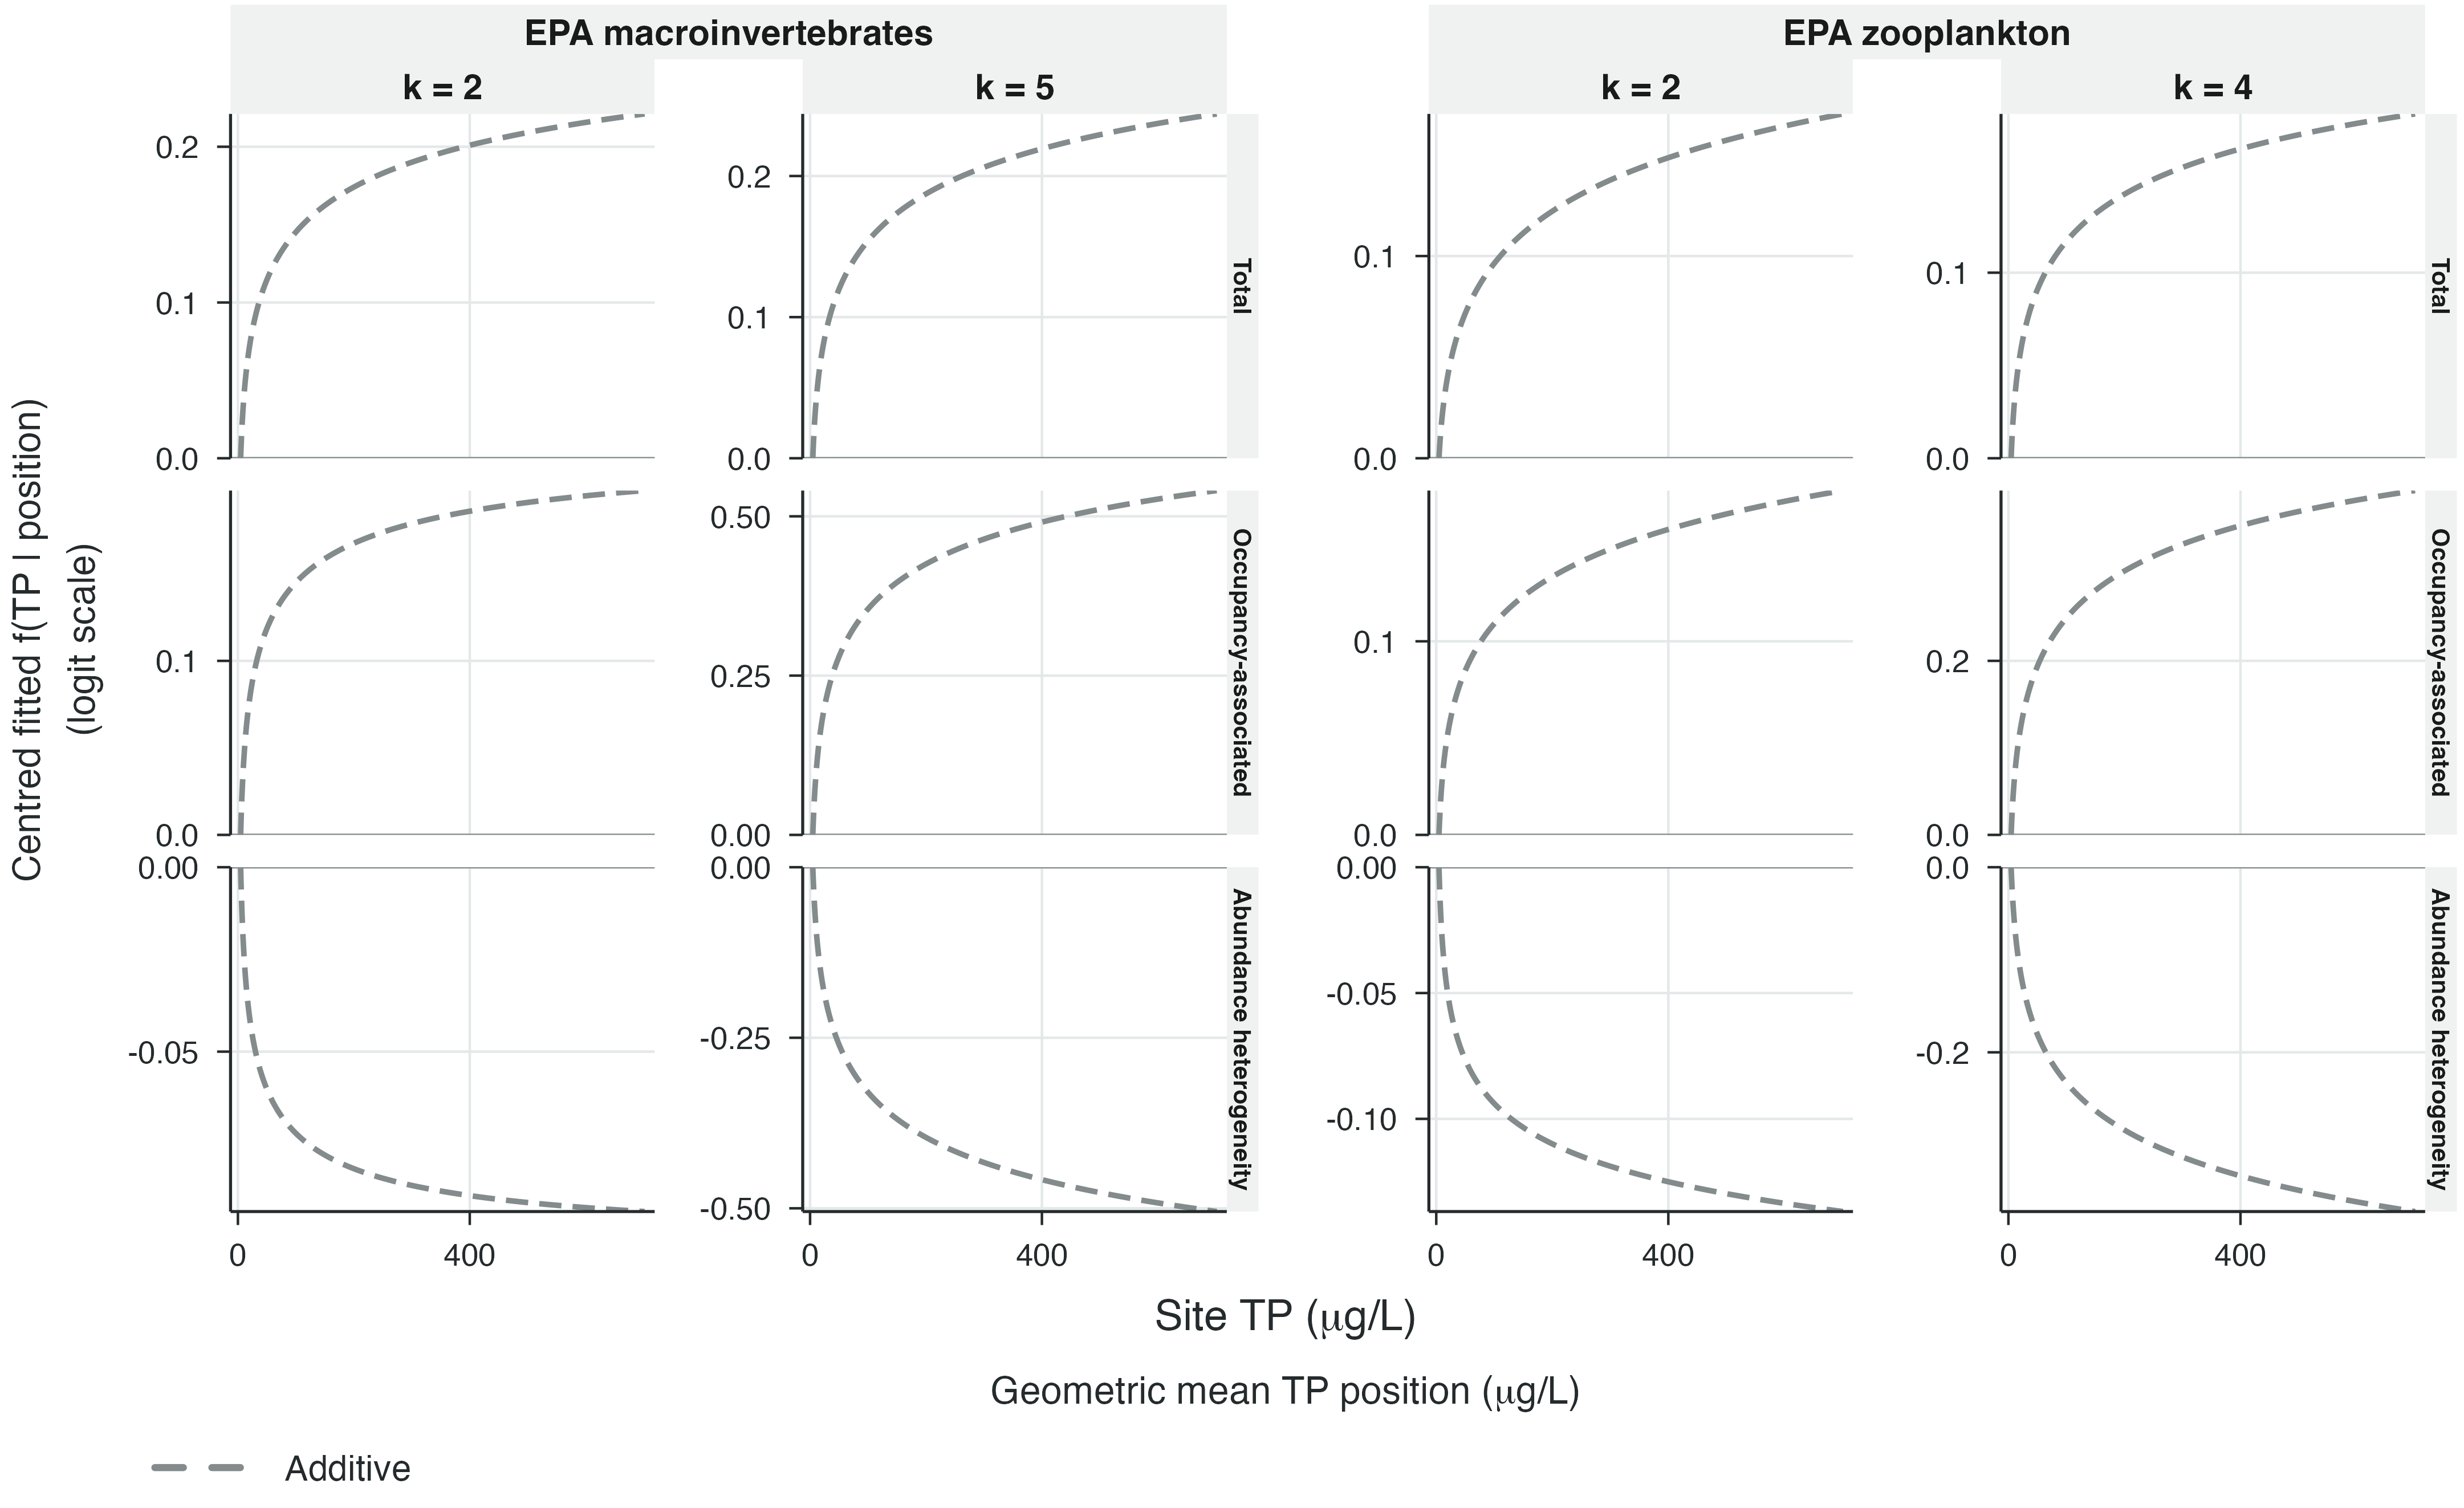 EPA macroinvertebrates
EPA zooplankton
k = 2
k = 5
k = 2
k = 4
Centred fitted f(TP | position)
(logit scale)
0.2
0.1
0.0
0.2
0.1
0.0
Total
0.1
0.0
0.1
0.0
Total
0.1
0.0
0.50
0.25
0.00
Occupancy-associated
0.1
0.0
0.2
0.0
Occupancy-associated
0.00
-0.05
0.00
-0.25
-0.50
Abundance heterogeneity
0.00
-0.05
-0.10
0.0
-0.2
Abundance heterogeneity
0 400
0 400
0 400
0 400
Site TP (μg/L)
Geometric mean TP position (μg/L)
Additive